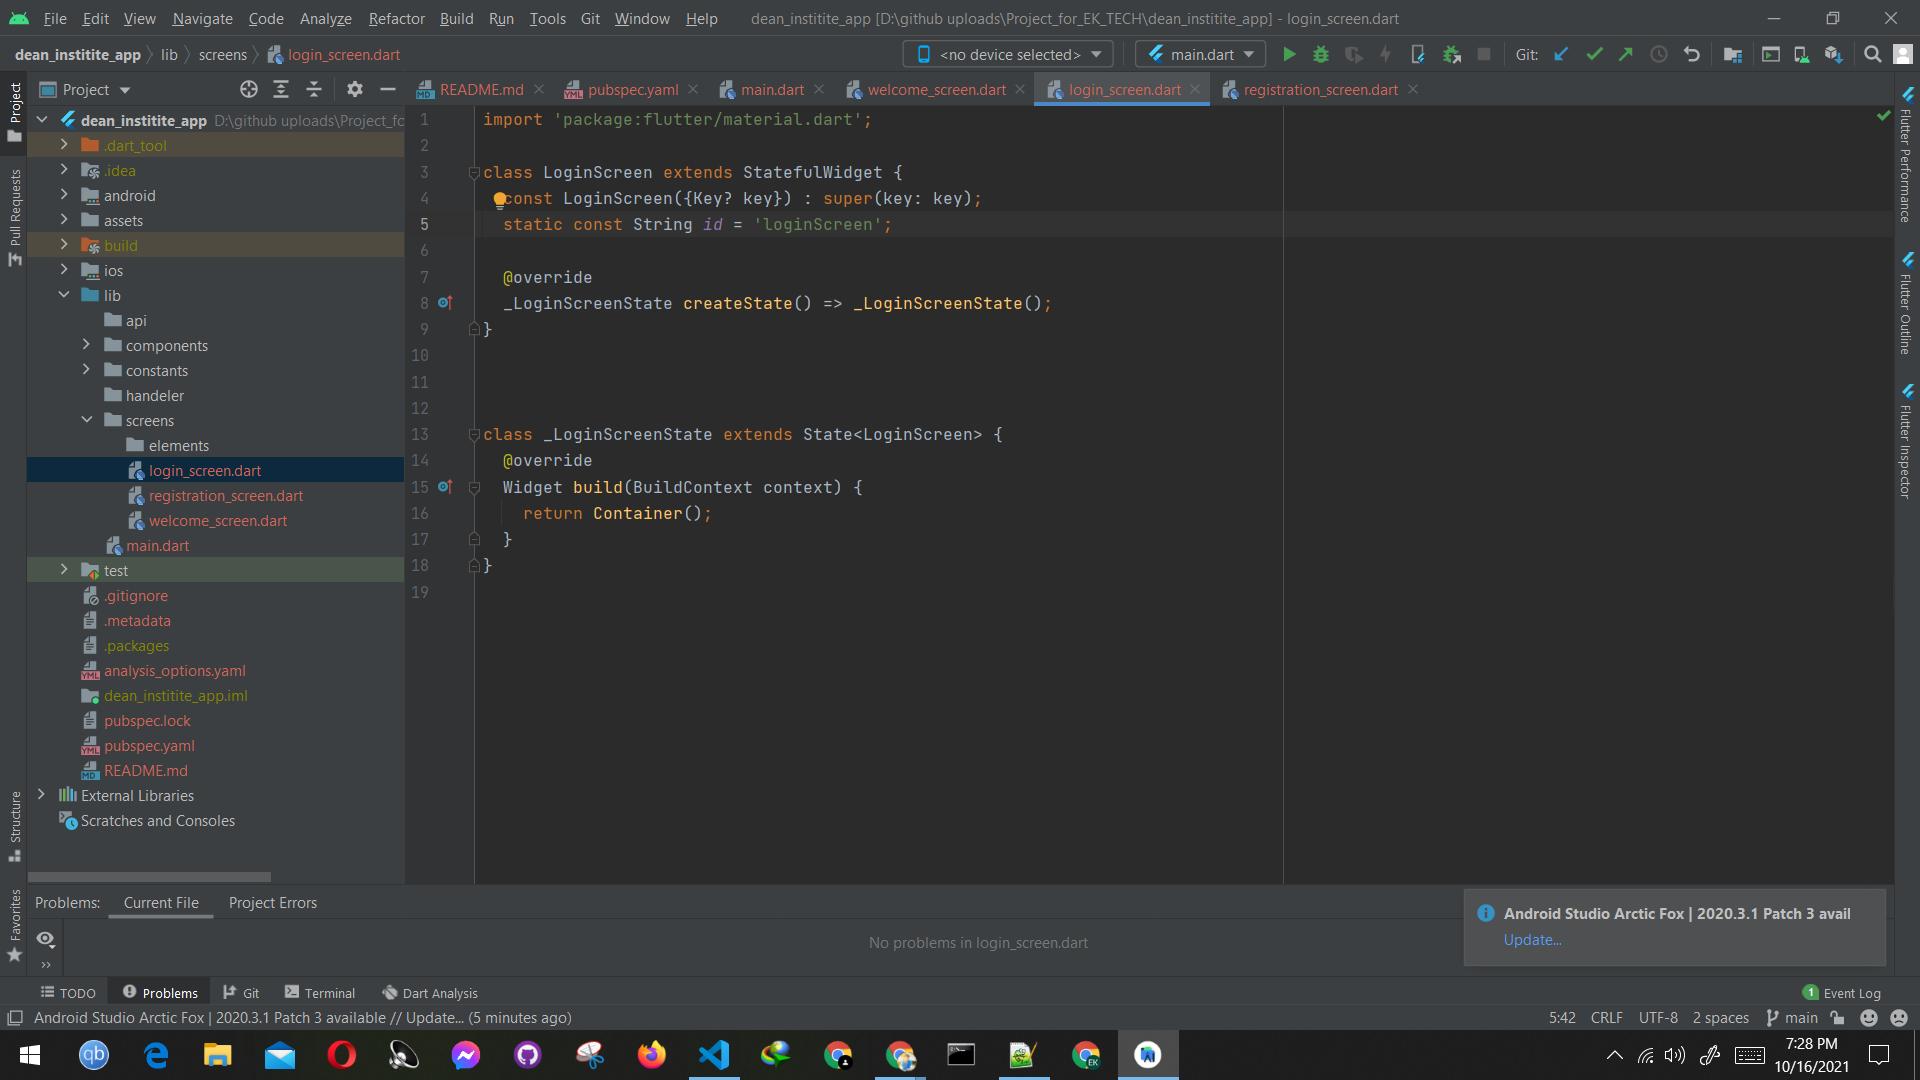 File Edit View Navigate Code Analyze Refactor Build Run Tools Git Window Help dean_institite_app [D:\github uploads\Project_for_EK_TECH\dean_institite_app] - login_screen.dart
dean_institite_app lib screens login_screen.dart <no device selected> main.dart Git:
Project README.md pubspec.yaml main.dart welcome_screen.dart login_screen.dart registration_screen.dart
Project
Pull Requests
Structure
Favorites
dean_institite_app D:\github uploads\Project_fo
.dart_tool
.idea
android
assets
build
ios
lib
api
components
constants
handeler
screens
elements
login_screen.dart
registration_screen.dart
welcome_screen.dart
main.dart
test
.gitignore
.metadata
.packages
analysis_options.yaml
dean_institite_app.iml
pubspec.lock
pubspec.yaml
README.md
External Libraries
Scratches and Consoles
1 import 'package:flutter/material.dart';
2
3 class LoginScreen extends StatefulWidget {
4 const LoginScreen({Key? key}) : super(key: key);
5 static const String id = 'loginScreen';
6
7 @override
8 _LoginScreenState createState() => _LoginScreenState();
9 }
10
11
12
13 class _LoginScreenState extends State<LoginScreen> {
14 @override
15 Widget build(BuildContext context) {
16 return Container();
17 }
18 }
19
Flutter Performance
Flutter Outline
Flutter Inspector
Problems: Current File Project Errors
No problems in login_screen.dart
Android Studio Arctic Fox | 2020.3.1 Patch 3 avail
Update...
TODO Problems Git Terminal Dart Analysis 1 Event Log
Android Studio Arctic Fox | 2020.3.1 Patch 3 available // Update... (5 minutes ago) 5:42 CRLF UTF-8 2 spaces main
qb
EK
7:28 PM
10/16/2021